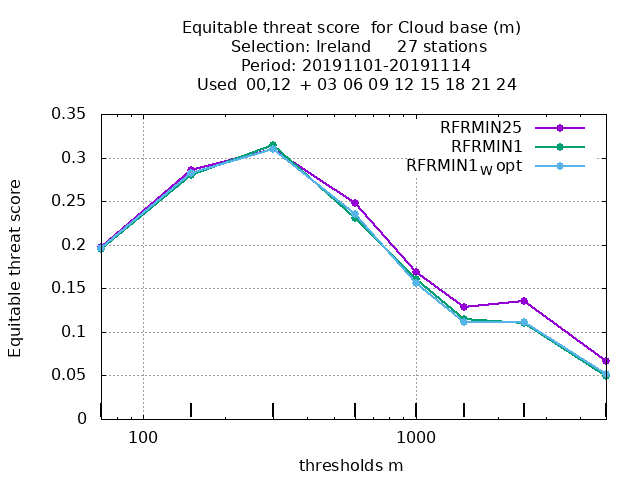 Equitable threat score  for Cloud base (m)
Selection: Ireland     27 stations
Period: 20191101-20191114
Used  00,12  + 03 06 09 12 15 18 21 24
RFRMIN25
RFRMIN1
RFRMIN1W opt
0.35
0.3
0.25
0.2
0.15
0.1
0.05
0
Equitable threat score
100
1000
thresholds m